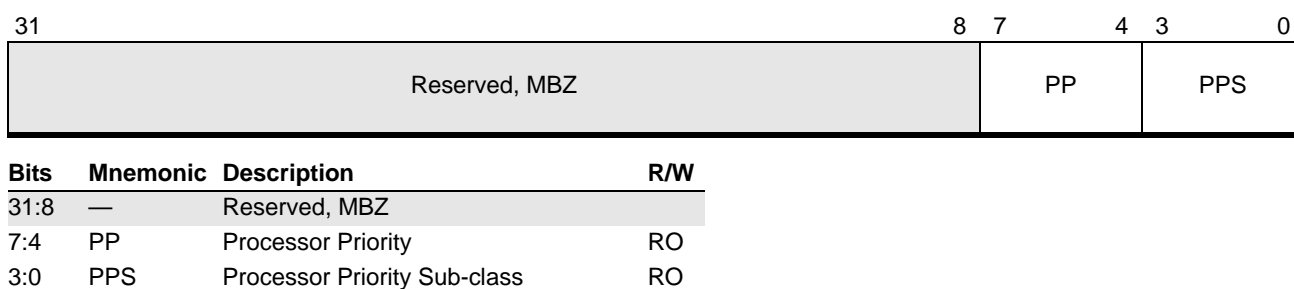 31 8 7 4 3 0
Reserved, MBZ PP PPS
Bits Mnemonic Description R/W
31:8 — Reserved, MBZ
7:4 PP Processor Priority RO
3:0 PPS Processor Priority Sub-class RO